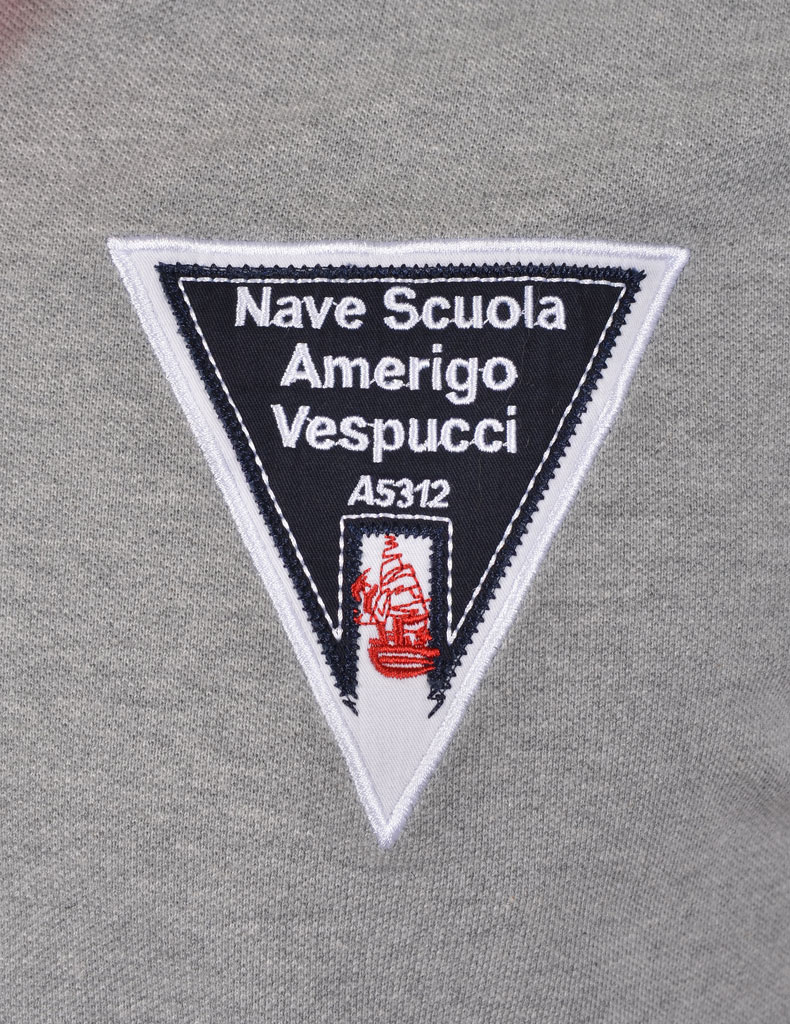 Nave Scuola
Amerigo
Vespucci
A5312